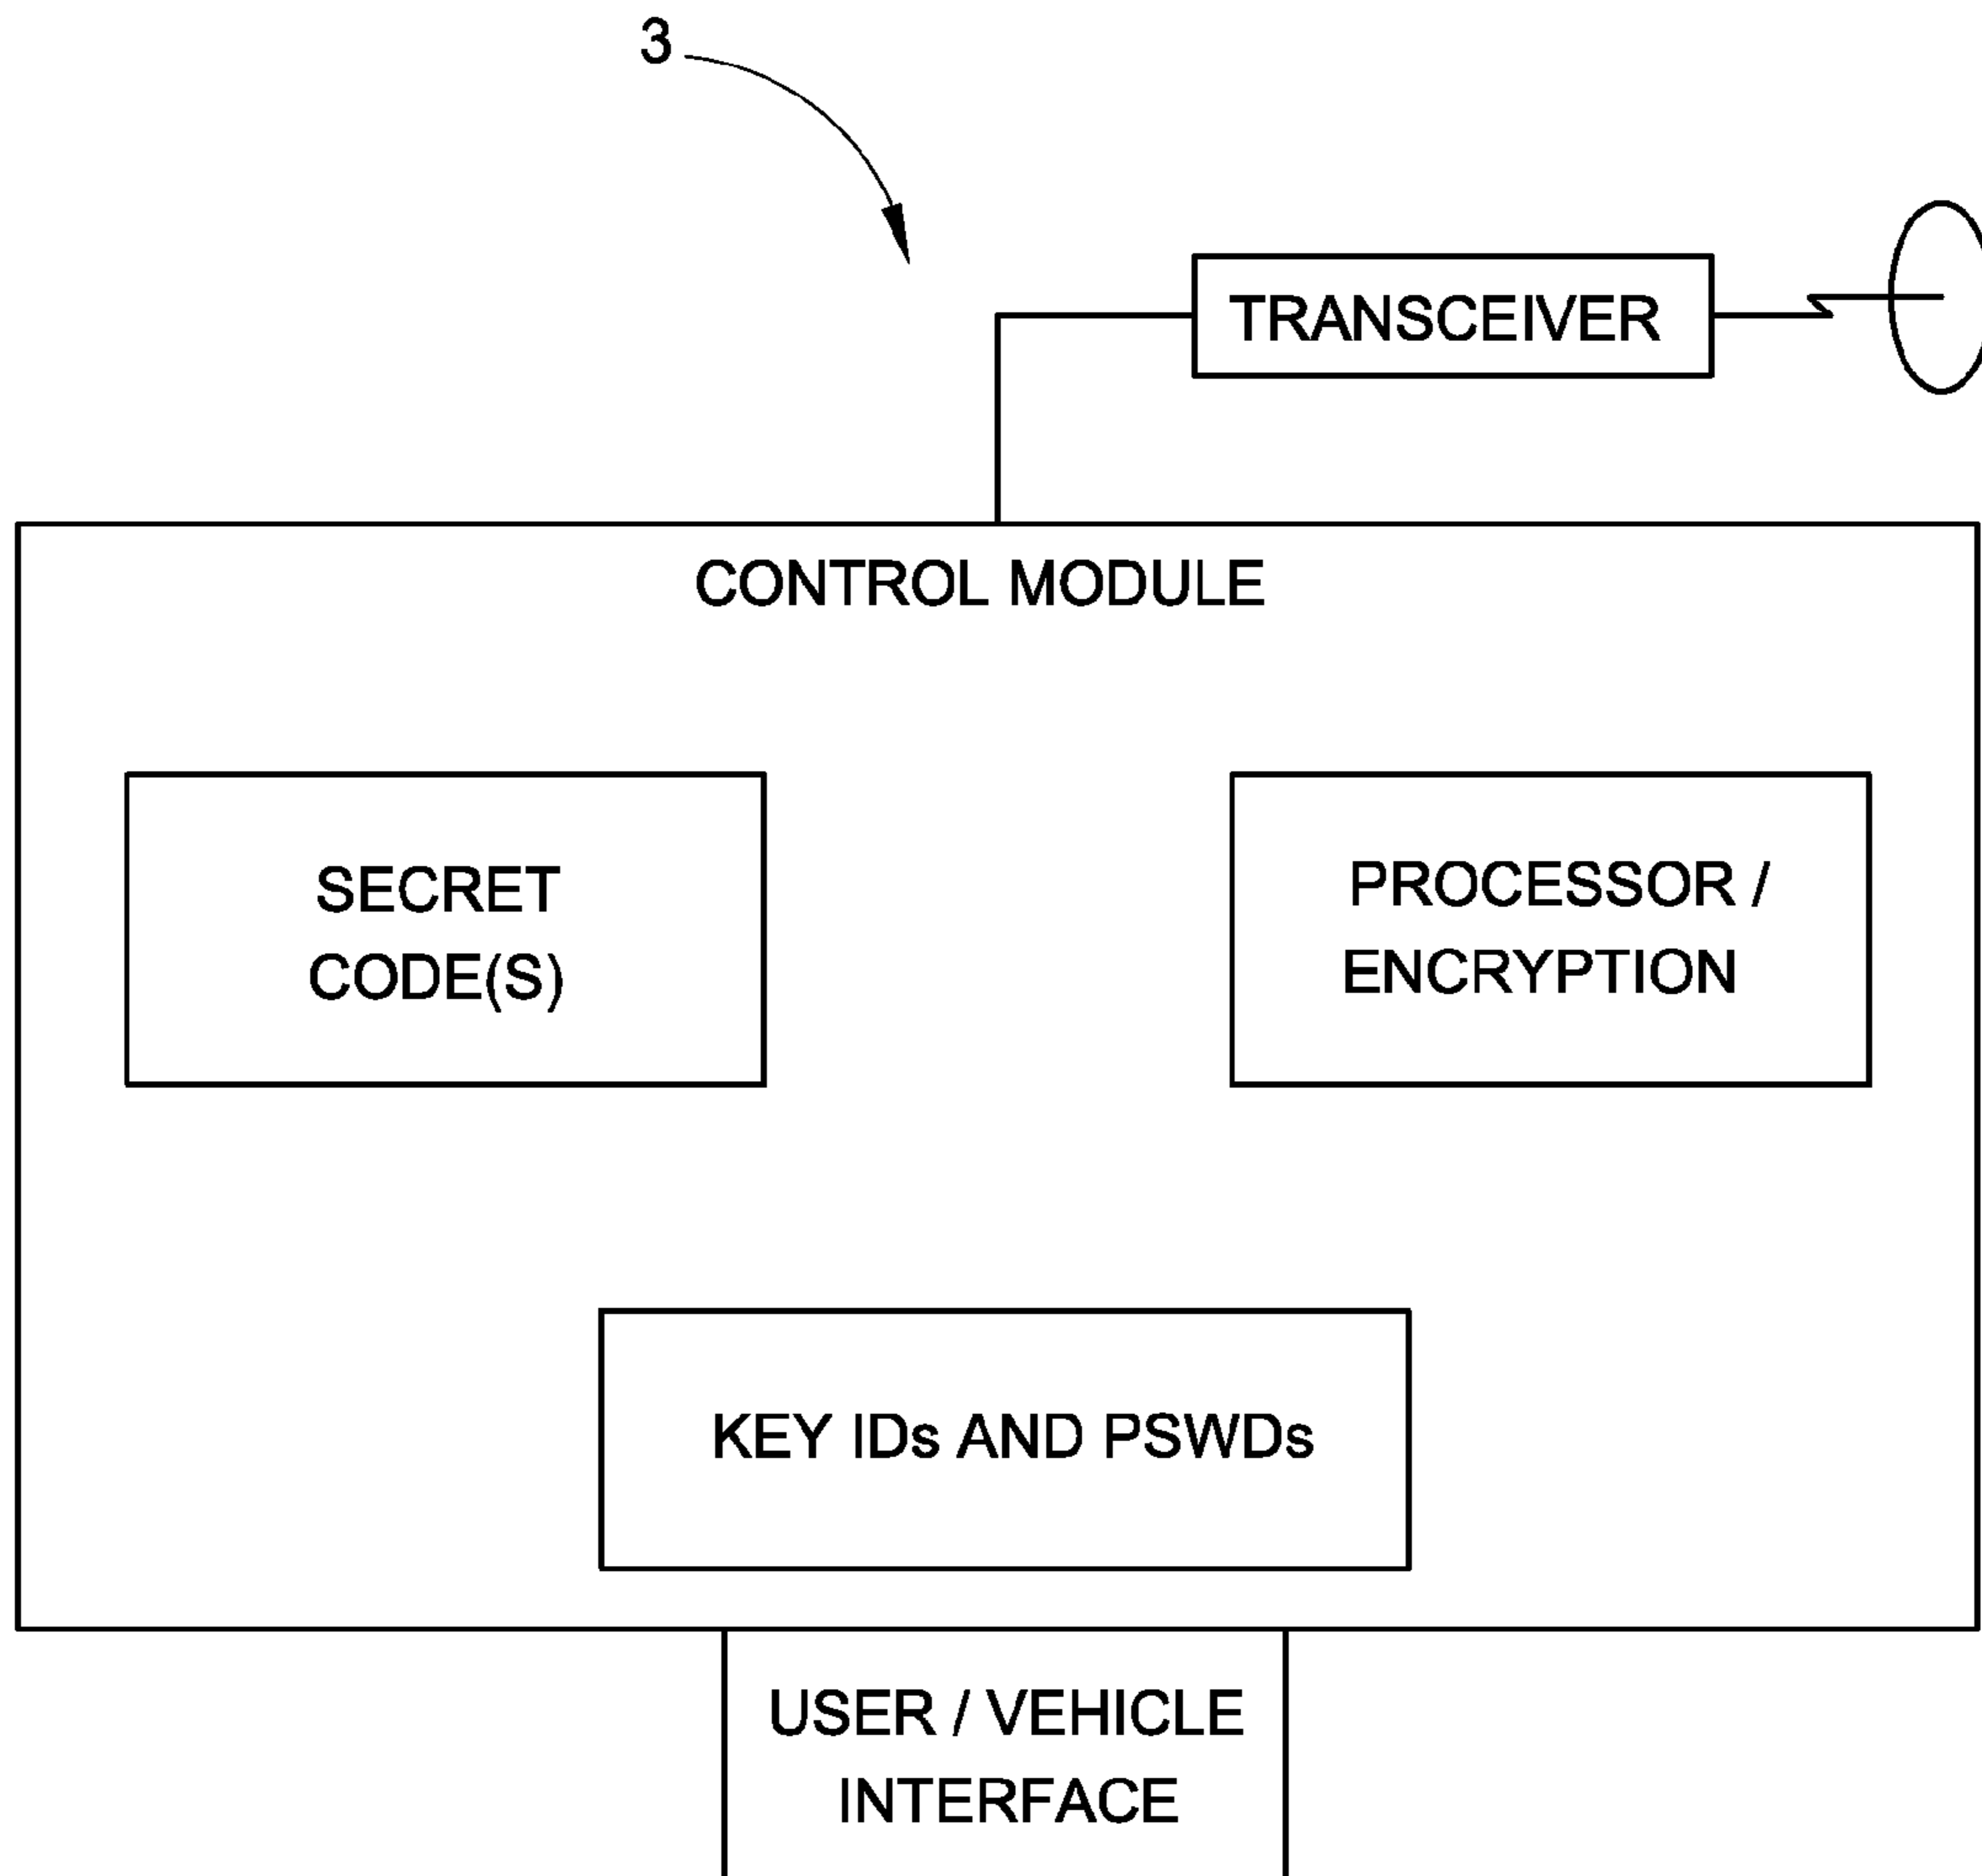 3
TRANSCEIVER
CONTROL MODULE
SECRET
CODE(S)
PROCESSOR /
ENCRYPTION
KEY IDs AND PSWDs
USER / VEHICLE
INTERFACE